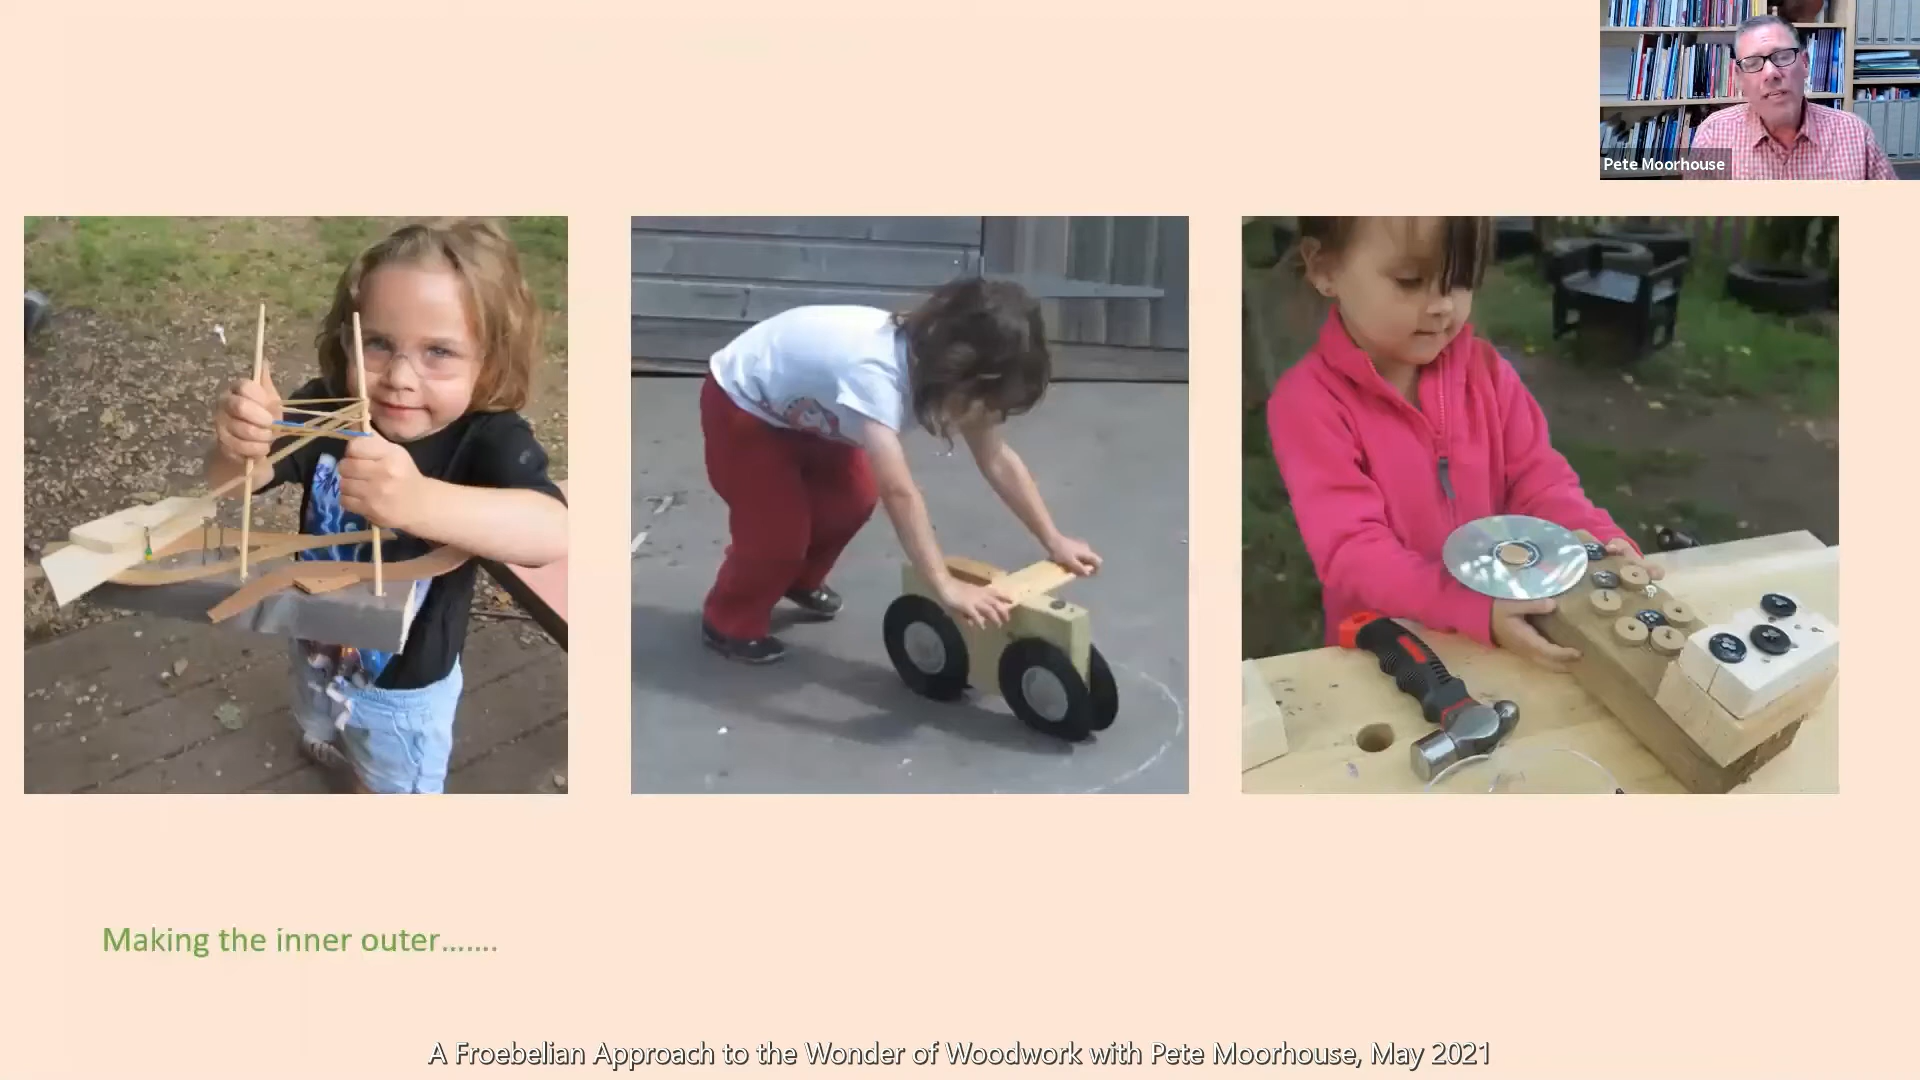 Pete Moorhouse
Making the inner outer.......
A Froebelian Approach to the Wonder of Woodwork with Pete Moorhouse, May 2021